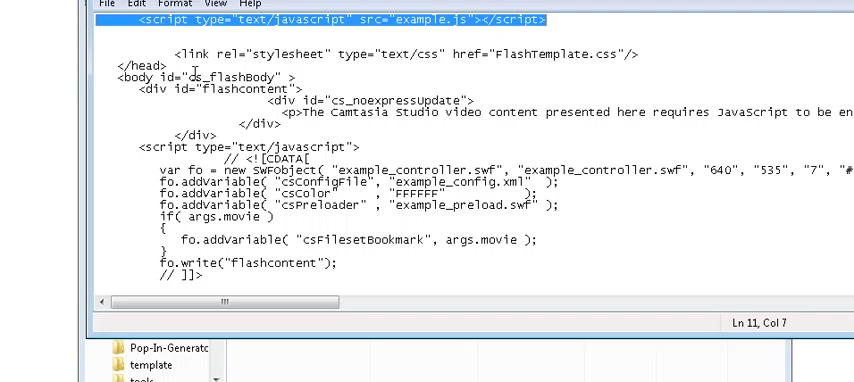 File Edit Format View Help
<script type="text/javascript" src="example.js"></script>
<link rel="stylesheet" type="text/css" href="FlashTemplate.css"/>
</head>
<body id="cs_flashBody" >
<div id="flashcontent">
<div id="cs_noexpressUpdate">
<p>The Camtasia Studio video content presented here requires JavaScript to be en
</div>
</div>
<script type="text/javascript">
// <![CDATA[
var fo = new SWFObject( "example_controller.swf", "example_controller.swf", "640", "535", "7", "#
fo.addVariable( "csConfigFile", "example_config.xml"  );
fo.addVariable( "csColor"     , "FFFFFF"           );
fo.addVariable( "csPreloader" , "example_preload.swf" );
if( args.movie )
{
fo.addVariable( "csFilesetBookmark", args.movie );
}
fo.write("flashcontent");
// ]]>
Ln 11, Col 7
Pop-In-Generatc
template
tools